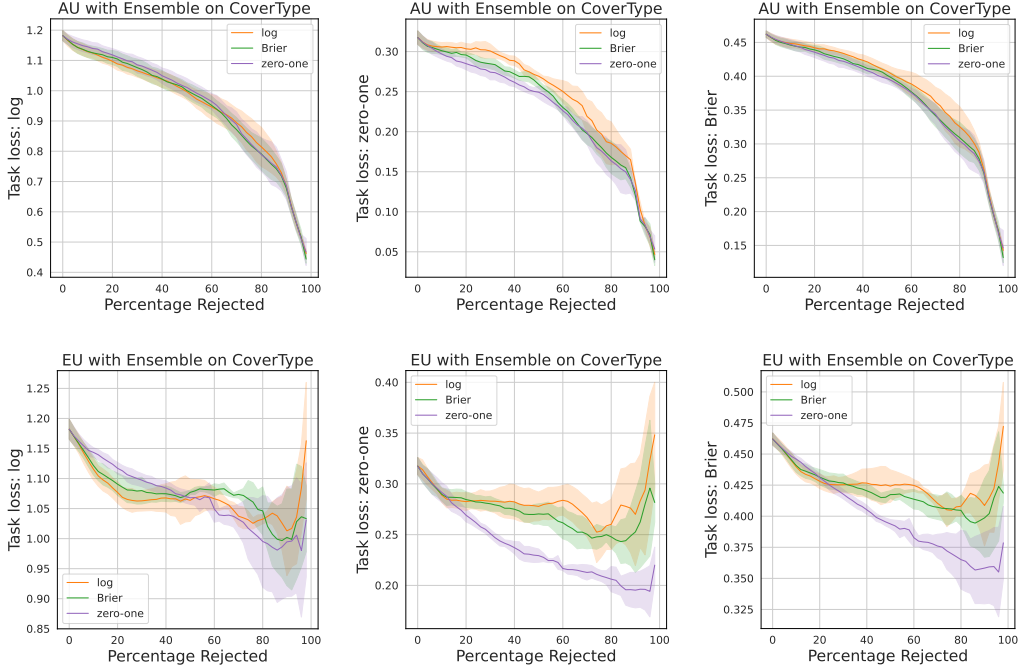 AU with Ensemble on CoverType
Task loss: log
1.2
1.1
1.0
0.9
0.8
0.7
0.6
0.5
0.4
log
Brier
zero-one
0 20 40 60 80 100
Percentage Rejected
AU with Ensemble on CoverType
Task loss: zero-one
0.30
0.25
0.20
0.15
0.10
0.05
log
Brier
zero-one
0 20 40 60 80 100
Percentage Rejected
AU with Ensemble on CoverType
Task loss: Brier
0.45
0.40
0.35
0.30
0.25
0.20
0.15
log
Brier
zero-one
0 20 40 60 80 100
Percentage Rejected
EU with Ensemble on CoverType
Task loss: log
1.25
1.20
1.15
1.10
1.05
1.00
0.95
0.90
0.85
log
Brier
zero-one
0 20 40 60 80 100
Percentage Rejected
EU with Ensemble on CoverType
Task loss: zero-one
0.40
0.35
0.30
0.25
0.20
log
Brier
zero-one
0 20 40 60 80 100
Percentage Rejected
EU with Ensemble on CoverType
Task loss: Brier
0.500
0.475
0.450
0.425
0.400
0.375
0.350
0.325
log
Brier
zero-one
0 20 40 60 80 100
Percentage Rejected